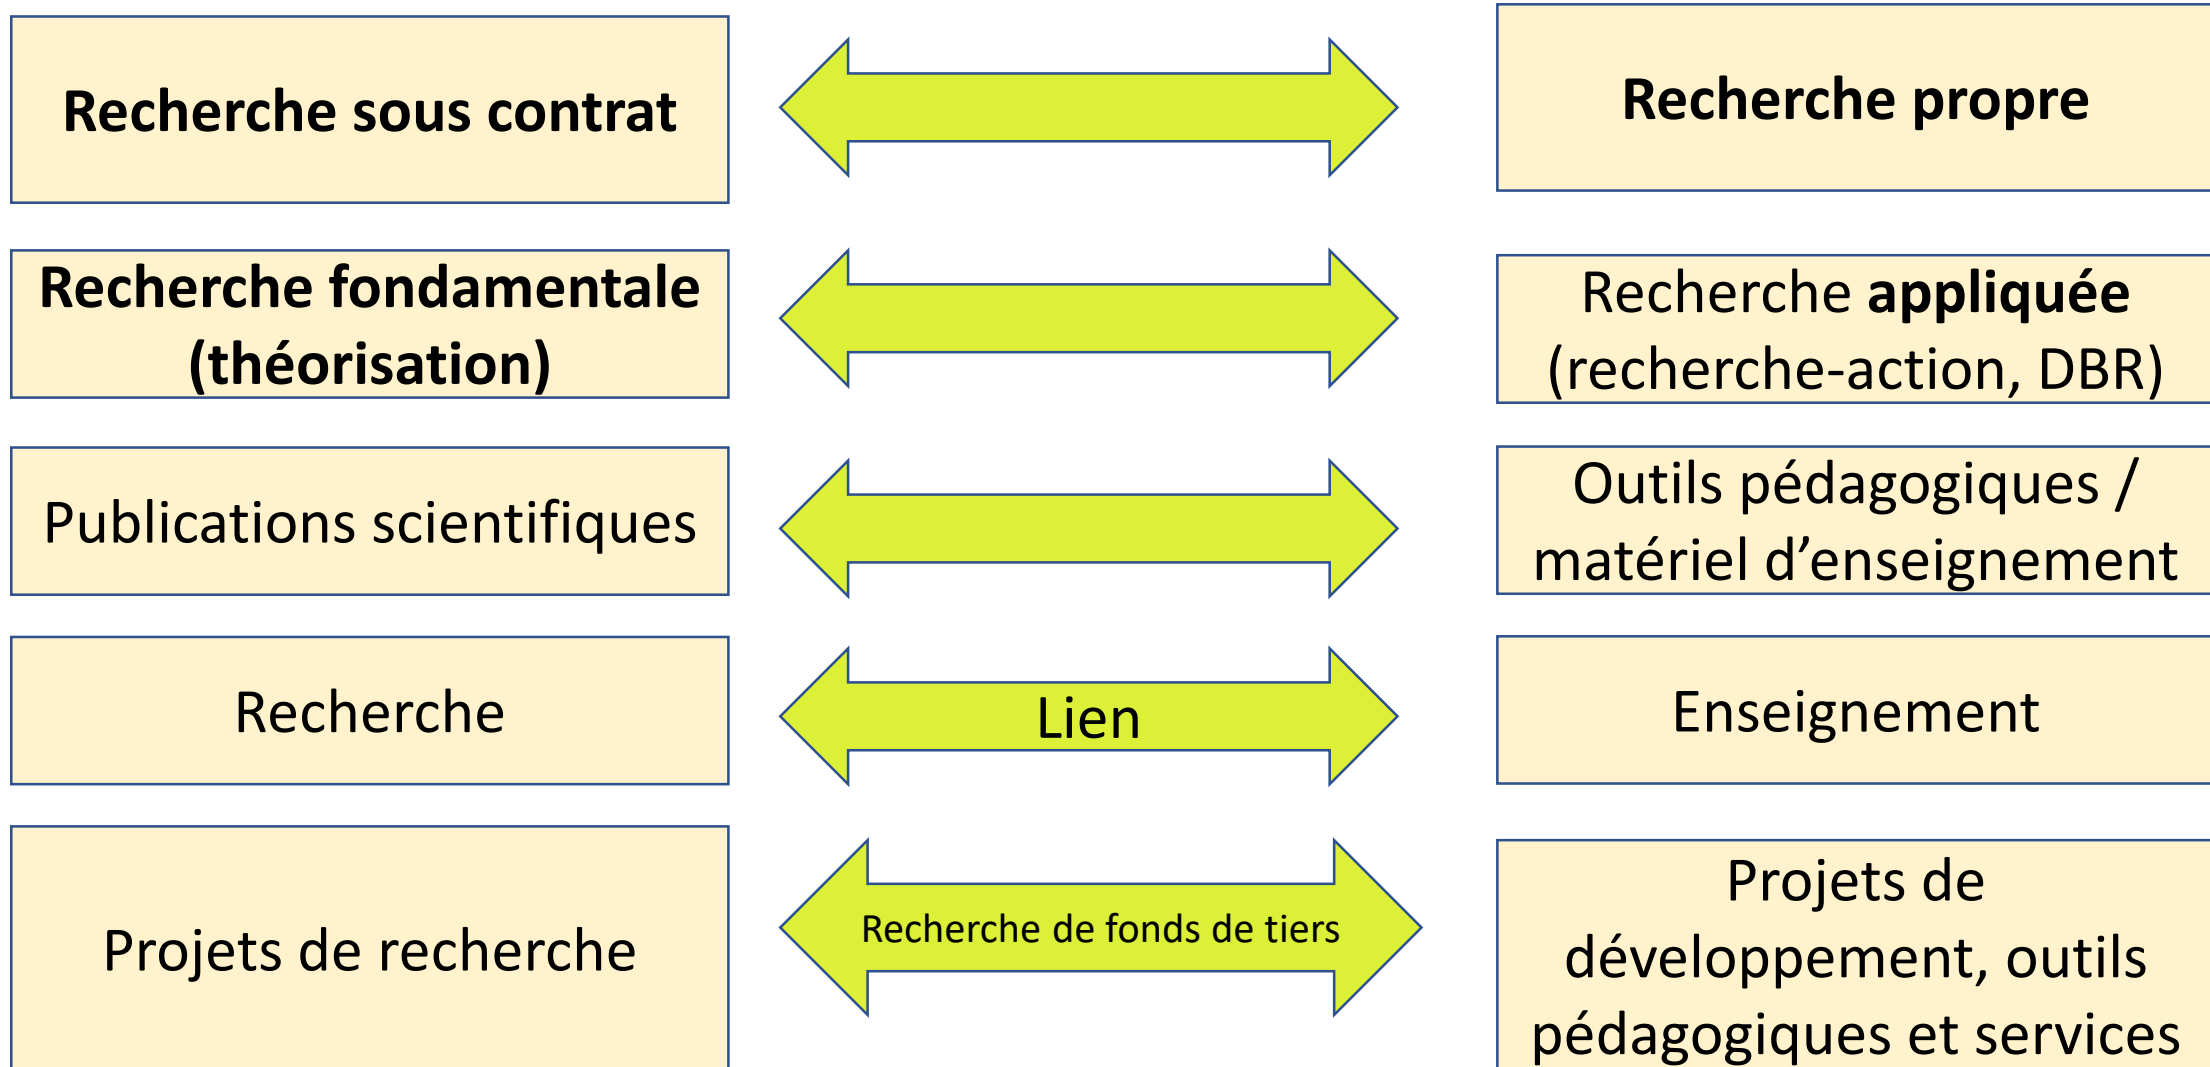 Recherche sous contrat
Recherche propre
Recherche fondamentale
(théorisation)
Recherche appliquée
(recherche-action, DBR)
Publications scientifiques
Outils pédagogiques /
matériel d’enseignement
Recherche
Lien
Enseignement
Projets de recherche
Recherche de fonds de tiers
Projets de
développement, outils
pédagogiques et services